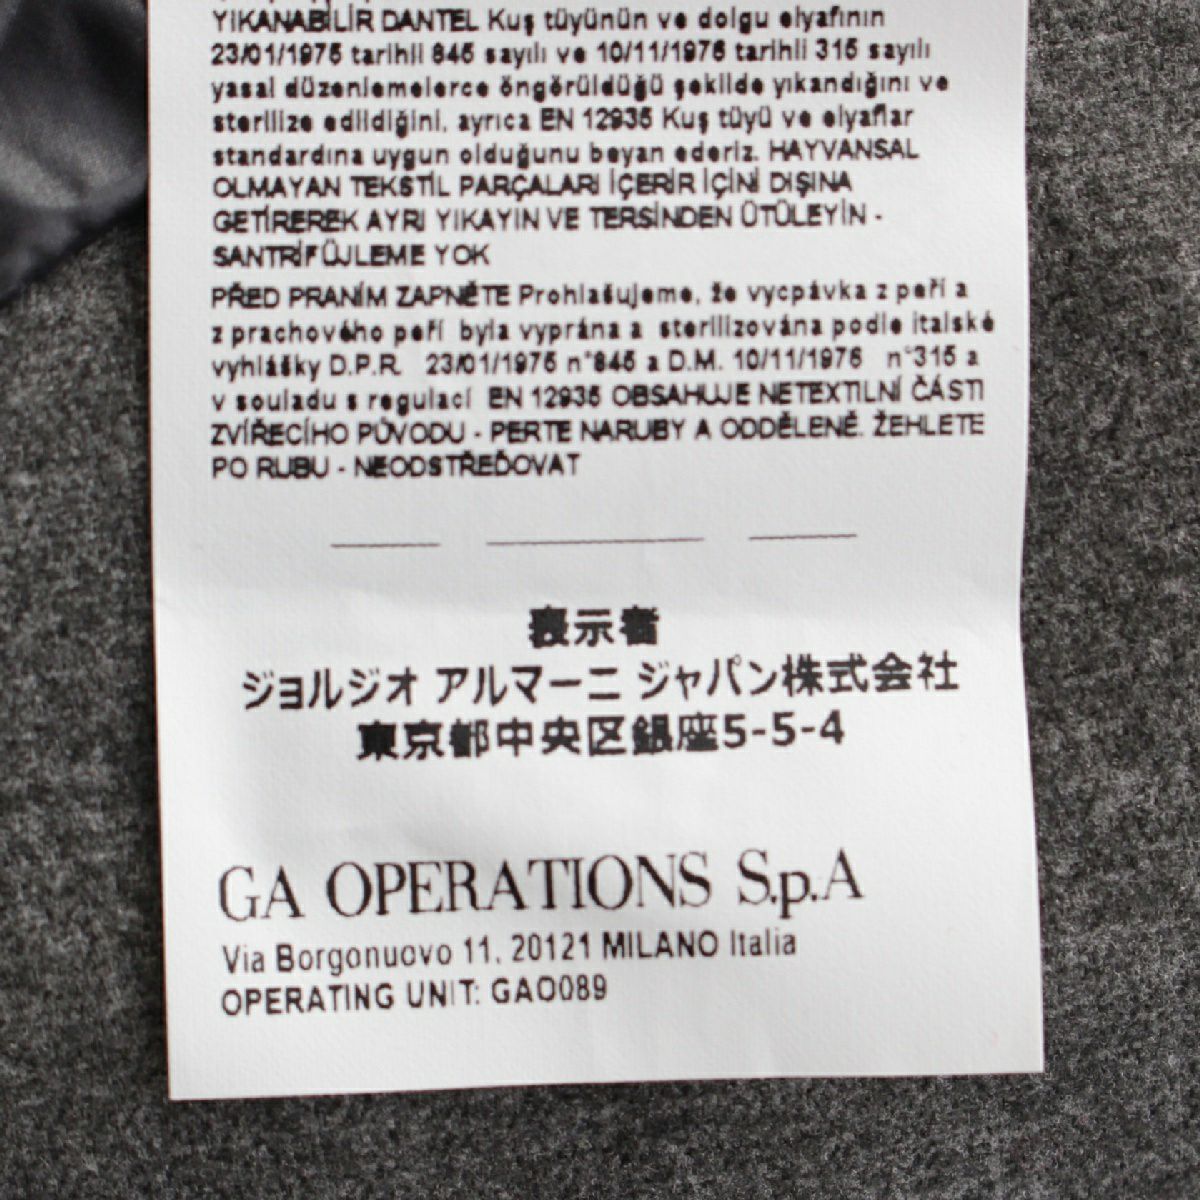 YIKANABİLİR DANTEL Kuş tüyünün ve dolgu elyafının
23/01/1975 tarihli 845 sayılı ve 10/11/1976 tarihli 315 sayılı
yasal düzenlemelerce öngörüldüğü şekilde yıkandığını ve
sterilize edildiğini, ayrıca EN 12935 Kuş tüyü ve elyaflar
standardına uygun olduğunu beyan ederiz. HAYVANSAL
OLMAYAN TEKSTİL PARÇALARI İÇERİR İÇİNİ DIŞINA
GETİREREK AYRI YIKAYIN VE TERSİNDEN ÜTÜLEYİN -
SANTRİFÜJLEME YOK
PŘED PRANÍM ZAPNĚTE Prohlašujeme, že vycpávka z peří a
z prachového peří byla vyprána a sterilizována podle italské
vyhlášky D.P.R. 23/01/1975 n°845 a D.M. 10/11/1976 n°315 a
v souladu s regulací EN 12935 OBSAHUJE NETEXTILNÍ ČÁSTI
ZVÍŘECÍHO PŮVODU - PERTE NARUBY A ODDĚLENĚ. ŽEHLETE
PO RUBU - NEODSTŘEĎOVAT
表示者
ジョルジオ アルマーニ ジャパン株式会社
東京都中央区銀座5-5-4
GA OPERATIONS S.p.A
Via Borgonuovo 11, 20121 MILANO Italia
OPERATING UNIT: GAO089